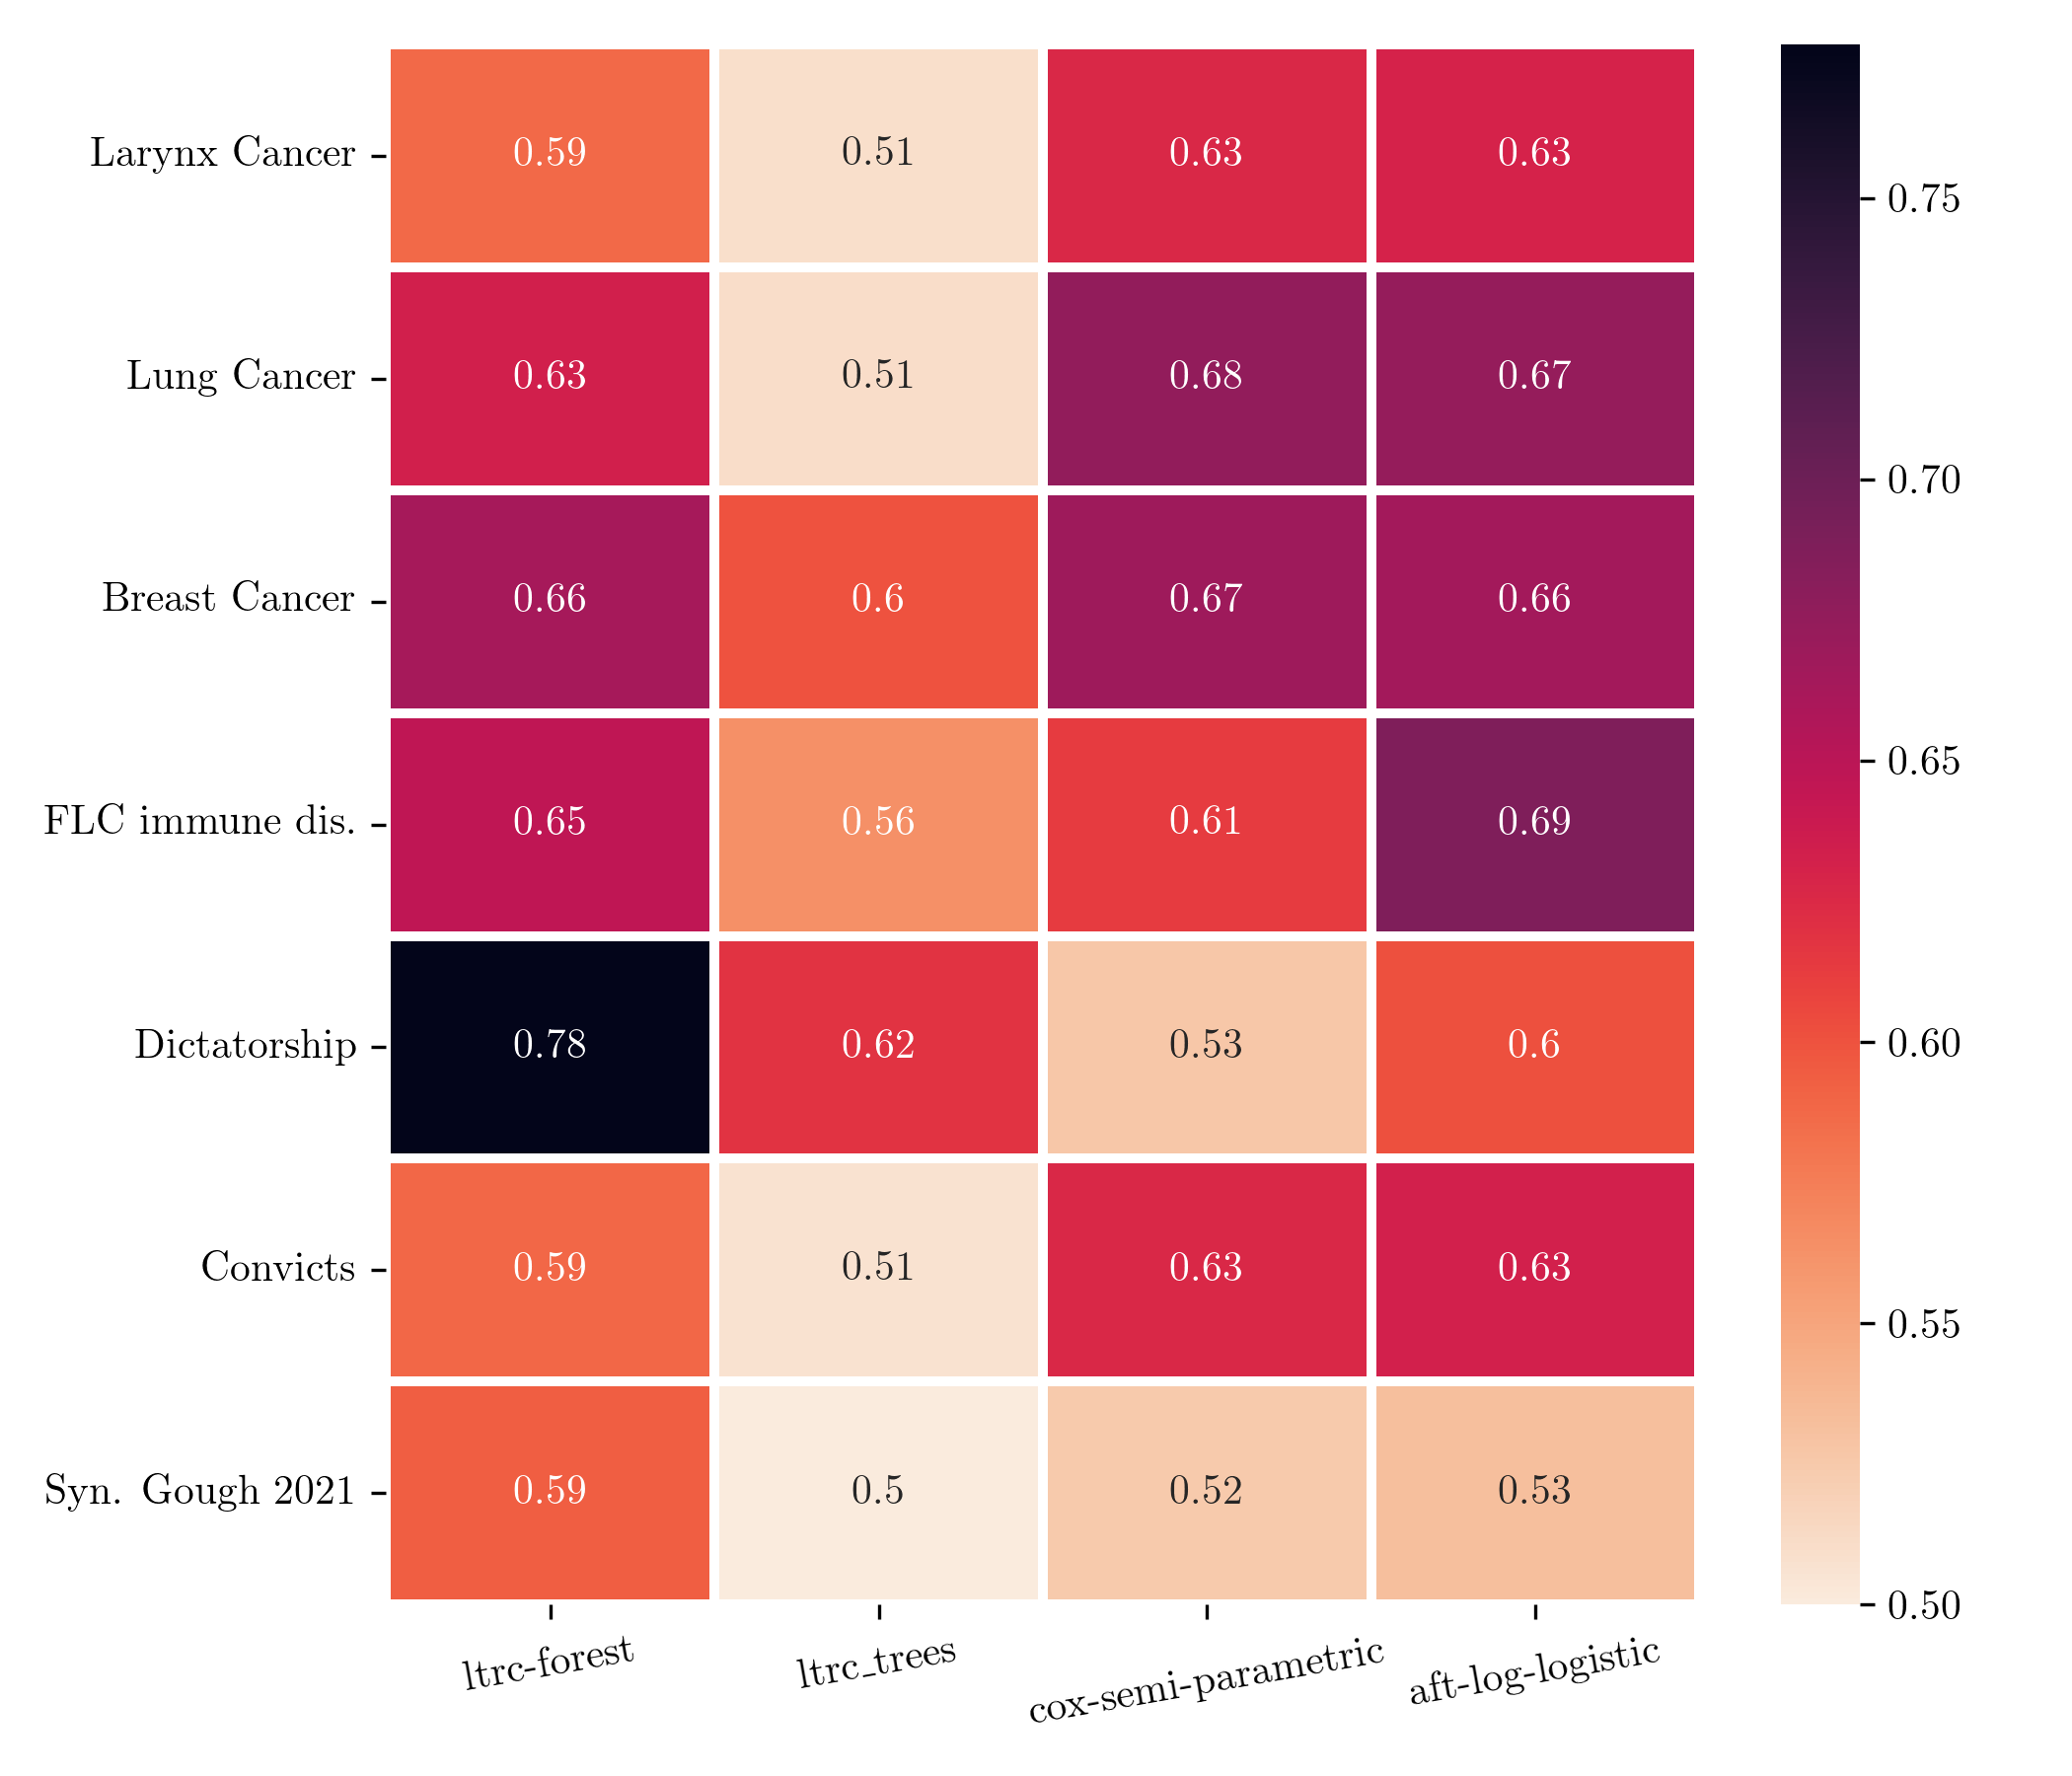 Larynx Cancer 0.59 0.51 0.63 0.63
Lung Cancer 0.63 0.51 0.68 0.67
Breast Cancer 0.66 0.6 0.67 0.66
FLC immune dis. 0.65 0.56 0.61 0.69
Dictatorship 0.78 0.62 0.53 0.6
Convicts 0.59 0.51 0.63 0.63
Syn. Gough 2021 0.59 0.5 0.52 0.53
ltrc-forest ltrc_trees cox-semi-parametric aft-log-logistic
0.75
0.70
0.65
0.60
0.55
0.50